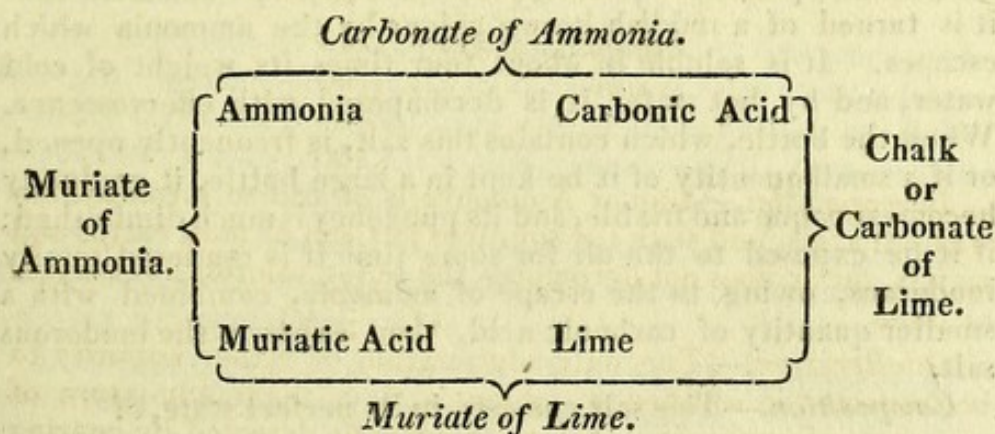 Carbonate of Ammonia.
Ammonia Carbonic Acid
Muriate
of
Ammonia.
Chalk
or
Carbonate
of
Lime.
Muriatic Acid Lime
Muriate of Lime.